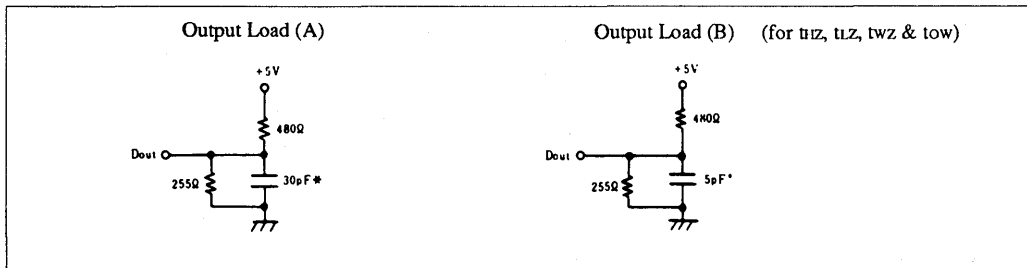 Output Load (A)
+5V
480Ω
Dout
255Ω
30pF*
Output Load (B) (for tHZ, tLZ, twz & tow)
+5V
480Ω
Dout
255Ω
5pF*